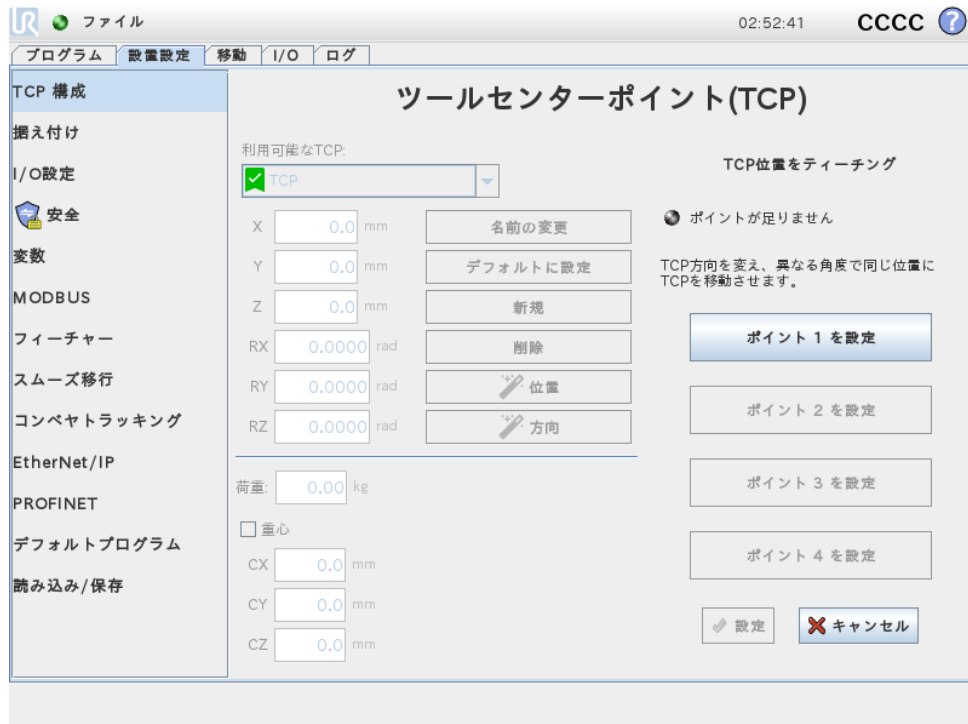 UR ファイル 02:52:41 CCCC ?
プログラム 設置設定 移動 I/O ログ
TCP 構成
据え付け
I/O設定
安全
変数
MODBUS
フィーチャー
スムーズ移行
コンベヤトラッキング
EtherNet/IP
PROFINET
デフォルトプログラム
読み込み/保存
ツールセンターポイント(TCP)
利用可能なTCP:
TCP
X 0.0 mm 名前の変更
Y 0.0 mm デフォルトに設定
Z 0.0 mm 新規
RX 0.0000 rad 削除
RY 0.0000 rad 位置
RZ 0.0000 rad 方向
荷重: 0.00 kg
重心
CX 0.0 mm
CY 0.0 mm
CZ 0.0 mm
TCP位置をティーチング
ポイントが足りません
TCP方向を変え、異なる角度で同じ位置に
TCPを移動させます。
ポイント 1 を設定
ポイント 2 を設定
ポイント 3 を設定
ポイント 4 を設定
設定 キャンセル